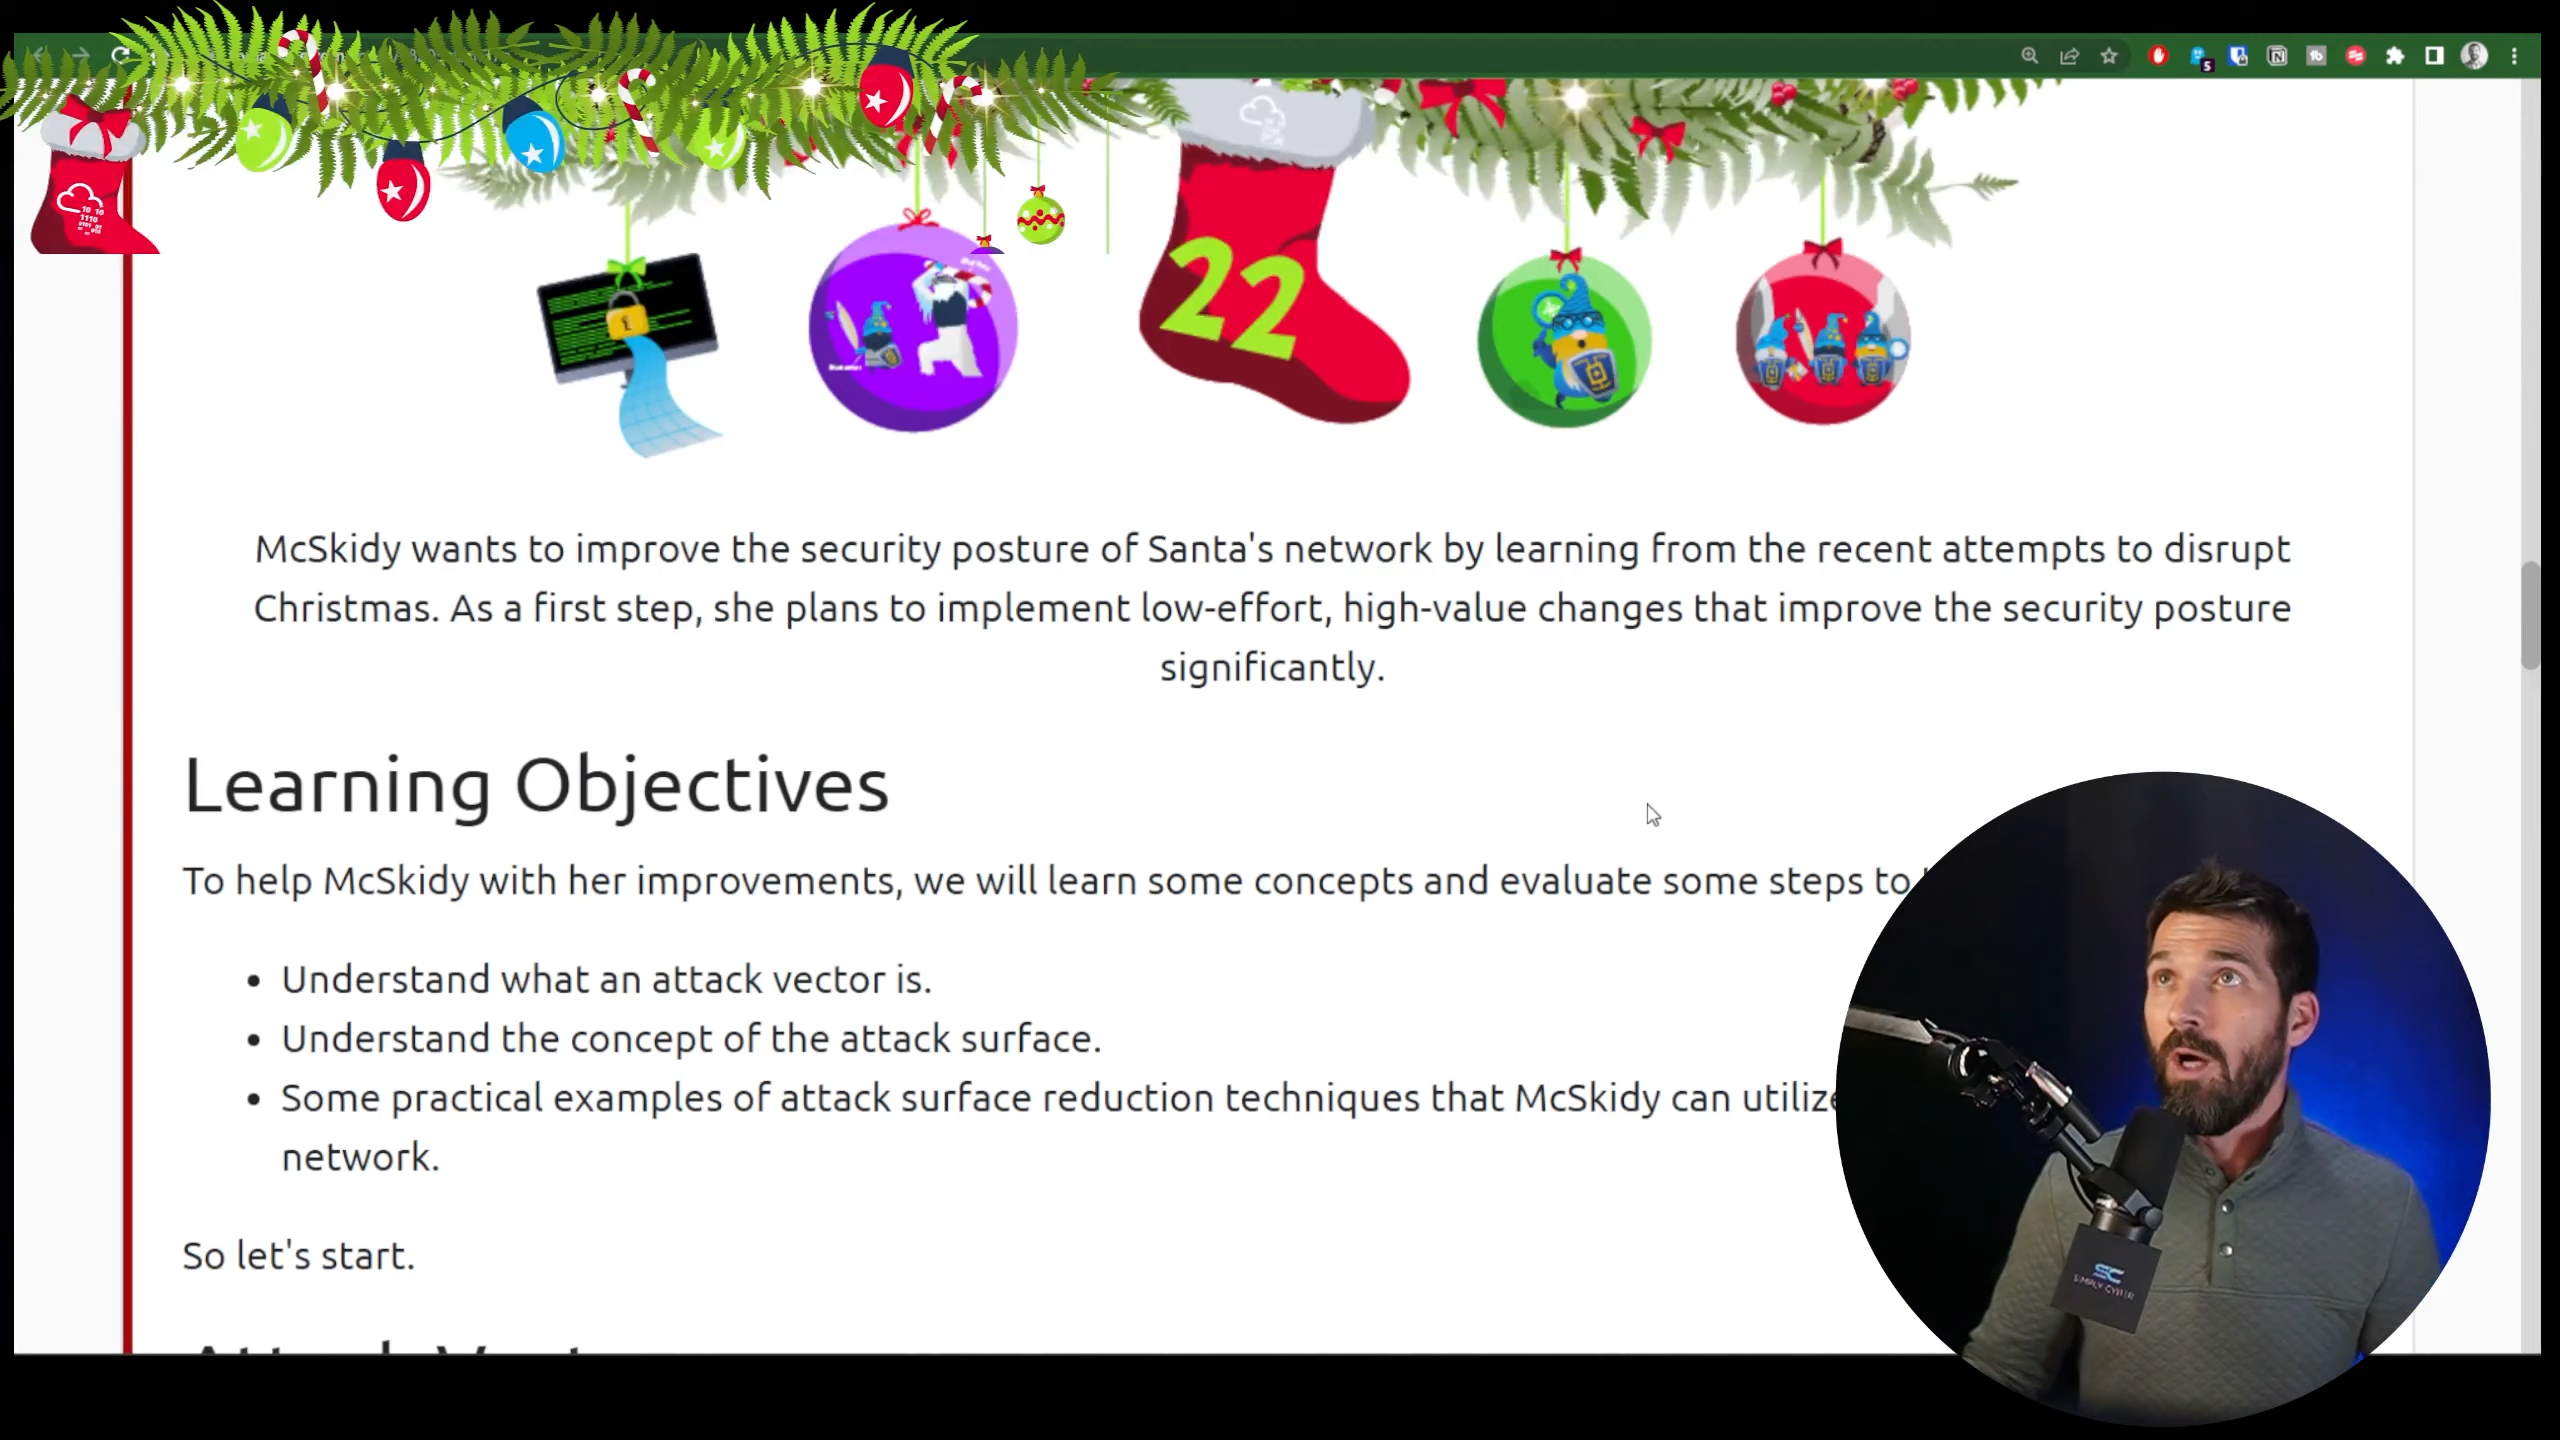 22
McSkidy wants to improve the security posture of Santa's network by learning from the recent attempts to disrupt
Christmas. As a first step, she plans to implement low-effort, high-value changes that improve the security posture
significantly.
Learning Objectives
To help McSkidy with her improvements, we will learn some concepts and evaluate some steps to
• Understand what an attack vector is.
• Understand the concept of the attack surface.
• Some practical examples of attack surface reduction techniques that McSkidy can utilize
network.
So let's start.
SIMPLY CYBER